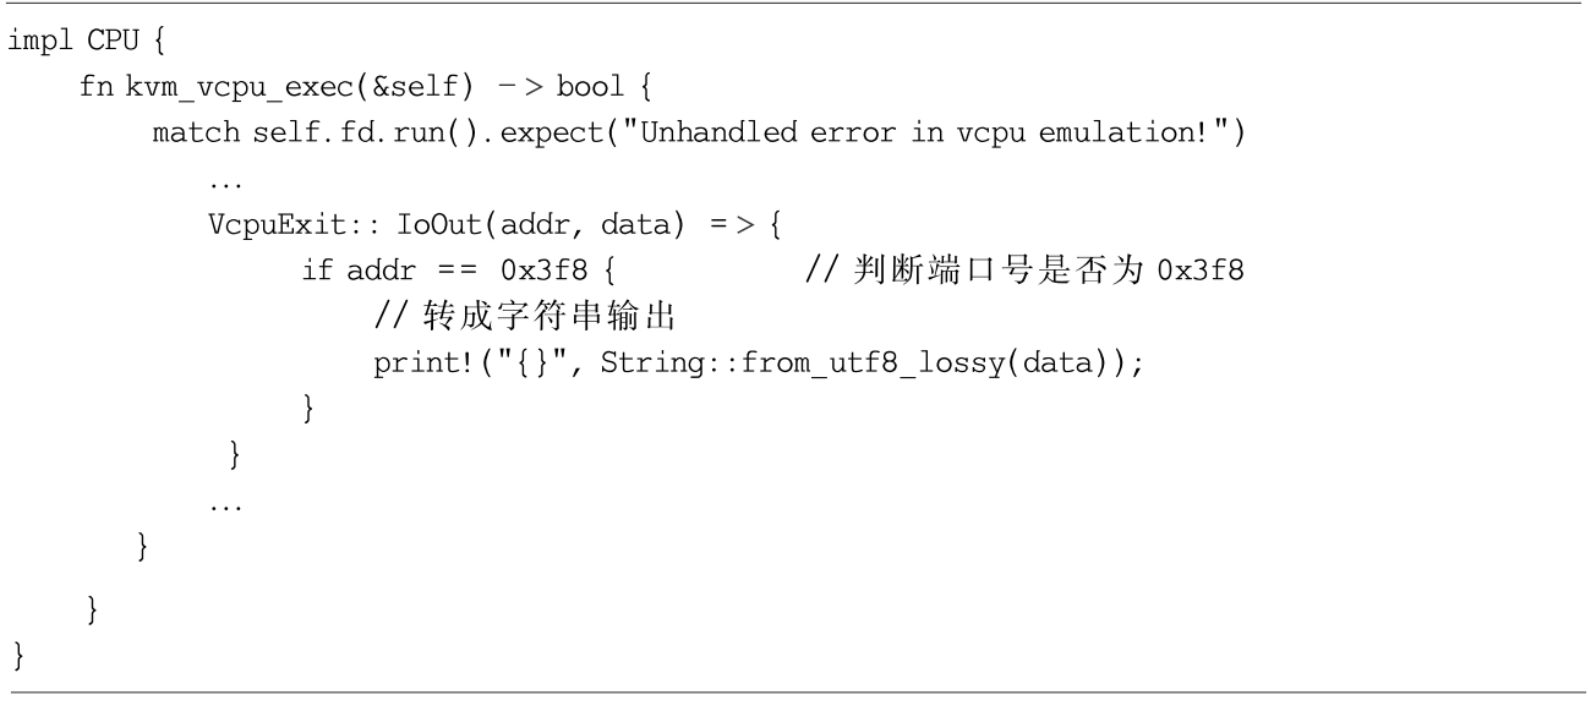 impl CPU {
fn kvm_vcpu_exec(&self) -> bool {
match self.fd.run().expect("Unhandled error in vcpu emulation!")
...
VcpuExit:: IoOut(addr, data) => {
if addr == 0x3f8 { // 判断端口号是否为 0x3f8
// 转成字符串输出
print!("{}", String::from_utf8_lossy(data));
}
}
...
}
}
}